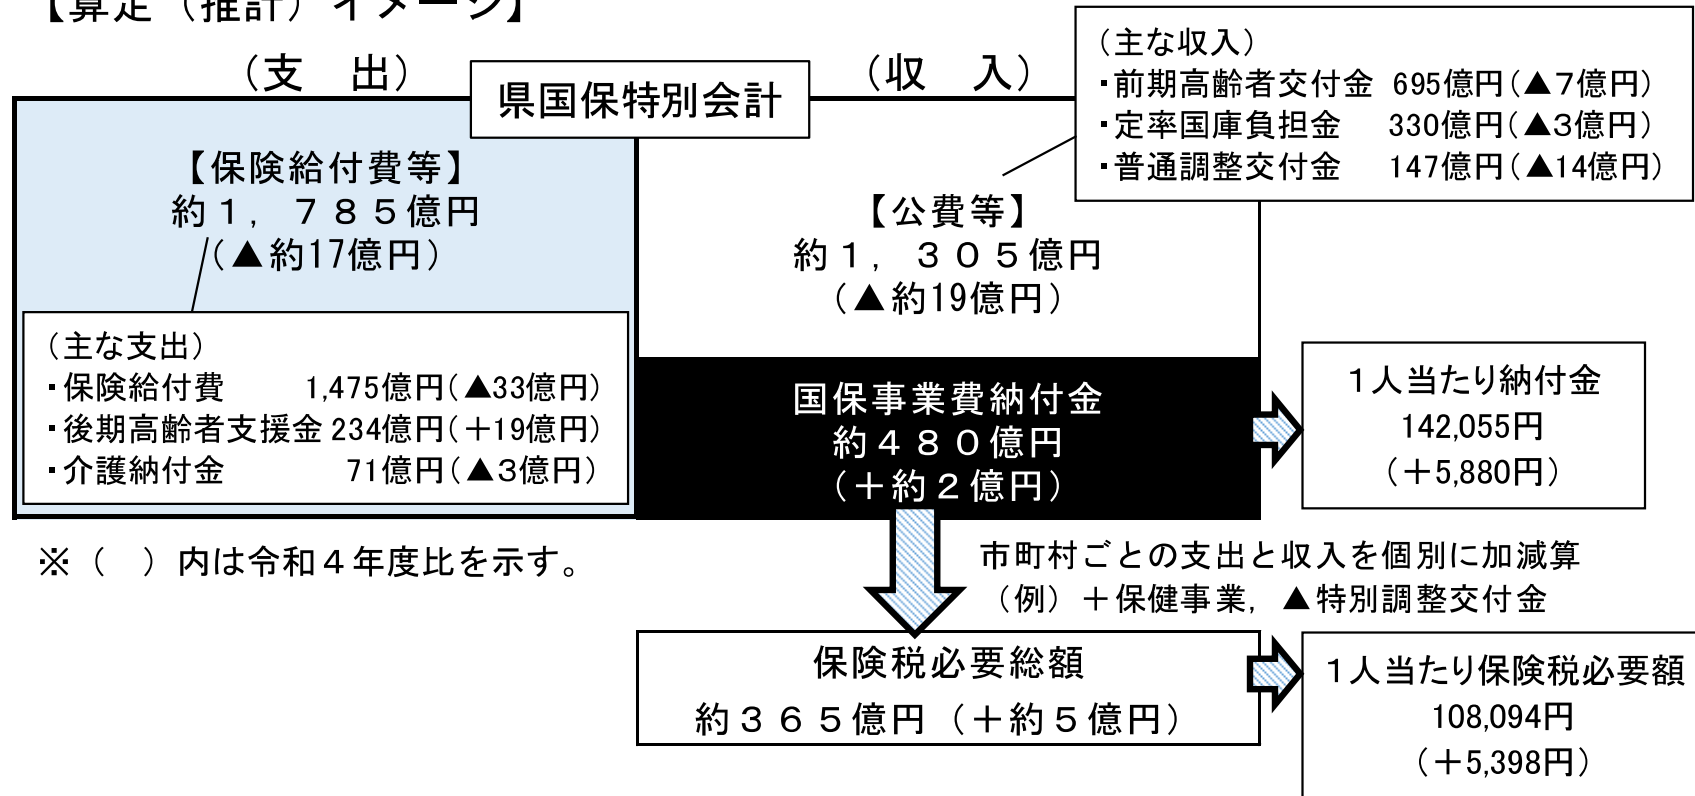 【算定（推計）イメージ】
（支　出）
県国保特別会計
（収　入）
【保険給付費等】
約１，７８５億円
（▲約17億円）
（主な支出）
・保険給付費　1,475億円（▲33億円）
・後期高齢者支援金 234億円（＋19億円）
・介護納付金　71億円（▲3億円）
※（　）内は令和４年度比を示す。
（主な収入）
・前期高齢者交付金 695億円（▲7億円）
・定率国庫負担金　330億円（▲3億円）
・普通調整交付金　147億円（▲14億円）
【公費等】
約１，３０５億円
（▲約19億円）
国保事業費納付金
約４８０億円
（＋約２億円）
１人当たり納付金
142,055円
（＋5,880円）
市町村ごとの支出と収入を個別に加減算
（例）＋保健事業，▲特別調整交付金
保険税必要総額
約３６５億円（＋約５億円）
１人当たり保険税必要額
108,094円
（＋5,398円）